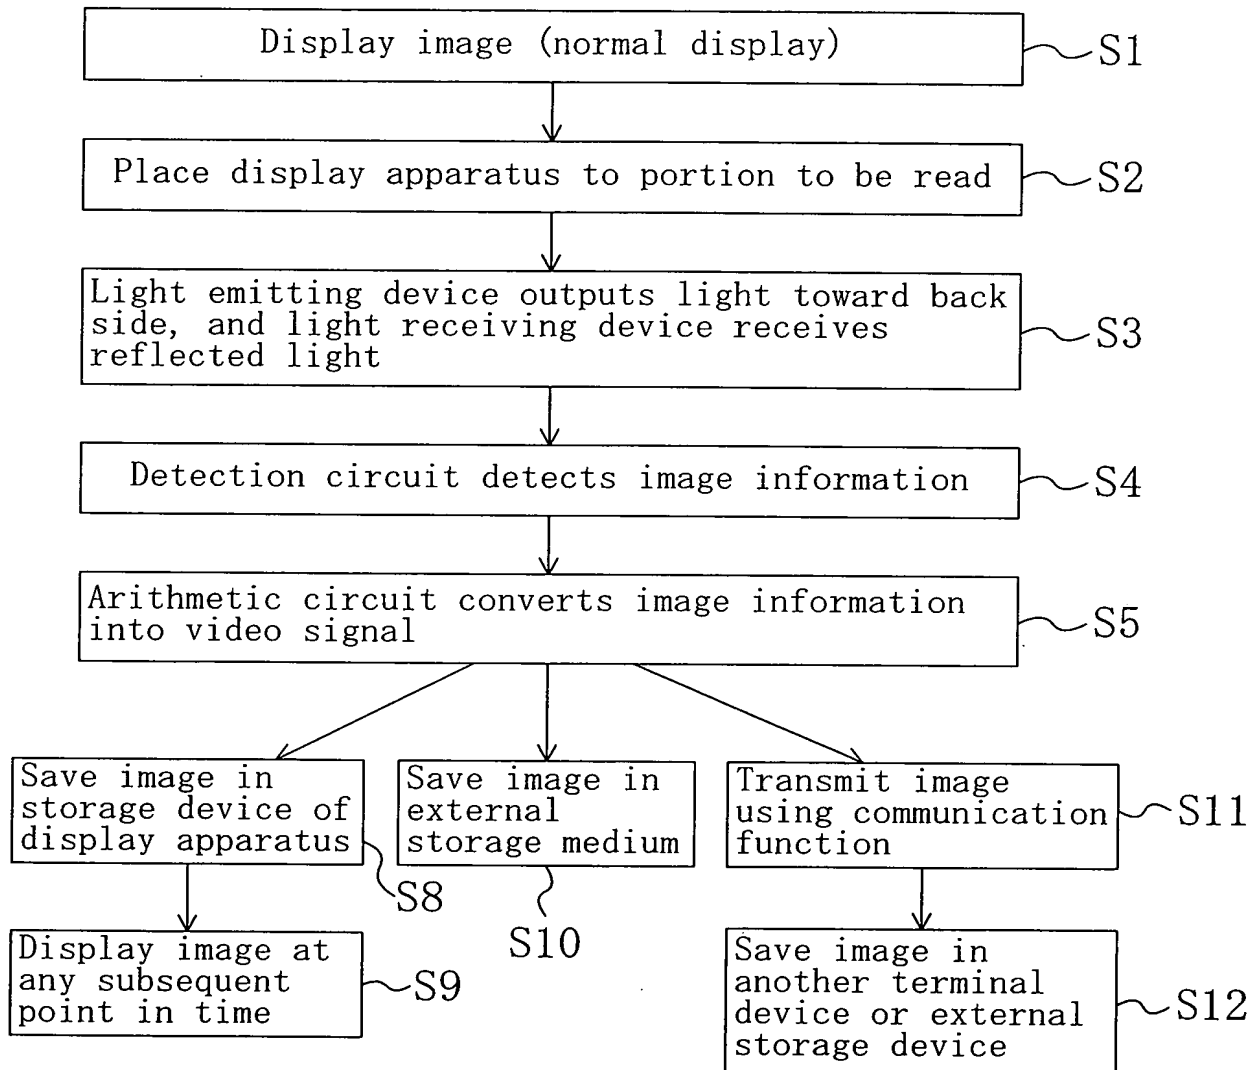 Display image (normal display)
S1
Place display apparatus to portion to be read
S2
Light emitting device outputs light toward back
side, and light receiving device receives
reflected light
S3
Detection circuit detects image information
S4
Arithmetic circuit converts image information
into video signal
S5
Save image in
storage device of
display apparatus
S8
Save image in
external
storage medium
S10
Transmit image
using communication
function
S11
Display image at
any subsequent
point in time
S9
Save image in
another terminal
device or external
storage device
S12